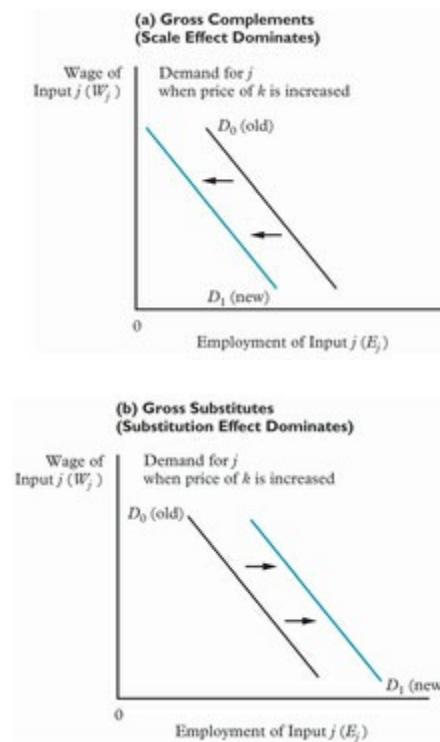 (a) Gross Complements
(Scale Effect Dominates)
Wage of
Input j (Wj)
Demand for j
when price of k is increased
D0 (old)
D1 (new)
0
Employment of Input j (Ej)
(b) Gross Substitutes
(Substitution Effect Dominates)
Wage of
Input j (Wj)
Demand for j
when price of k is increased
D0 (old)
D1 (new
0
Employment of Input j (Ej)